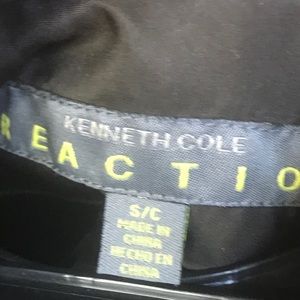 KENNETH COLE
REACTIO
S/C
MADE IN
CHINA
HECHO EN
CHINA